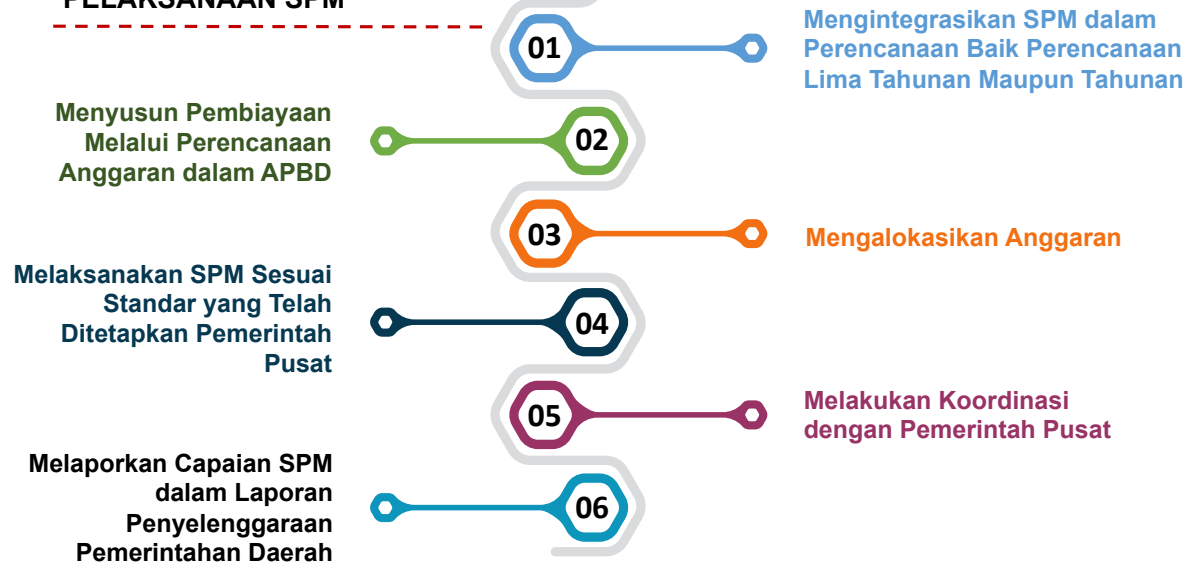 PELAKSANAAN SPM
01
Mengintegrasikan SPM dalam
Perencanaan Baik Perencanaan
Lima Tahunan Maupun Tahunan
Menyusun Pembiayaan
Melalui Perencanaan
Anggaran dalam APBD
02
03
Mengalokasikan Anggaran
Melaksanakan SPM Sesuai
Standar yang Telah
Ditetapkan Pemerintah
Pusat
04
05
Melakukan Koordinasi
dengan Pemerintah Pusat
Melaporkan Capaian SPM
dalam Laporan
Penyelenggaraan
Pemerintahan Daerah
06